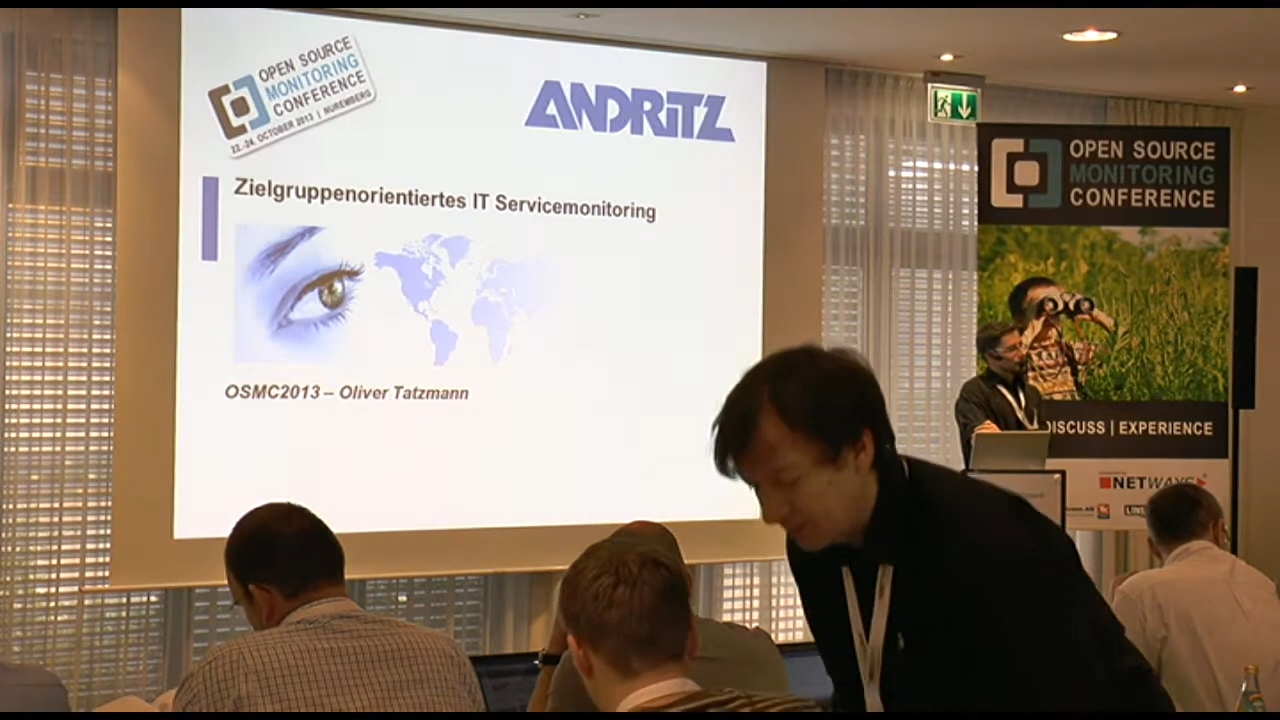 OPEN SOURCE
MONITORING
CONFERENCE
22.-24. OCTOBER 2013 | NUREMBERG
ANDRITZ
Zielgruppenorientiertes IT Servicemonitoring
OSMC2013 – Oliver Tatzmann
OPEN SOURCE
MONITORING
CONFERENCE
DISCUSS | EXPERIENCE
NETWAYS